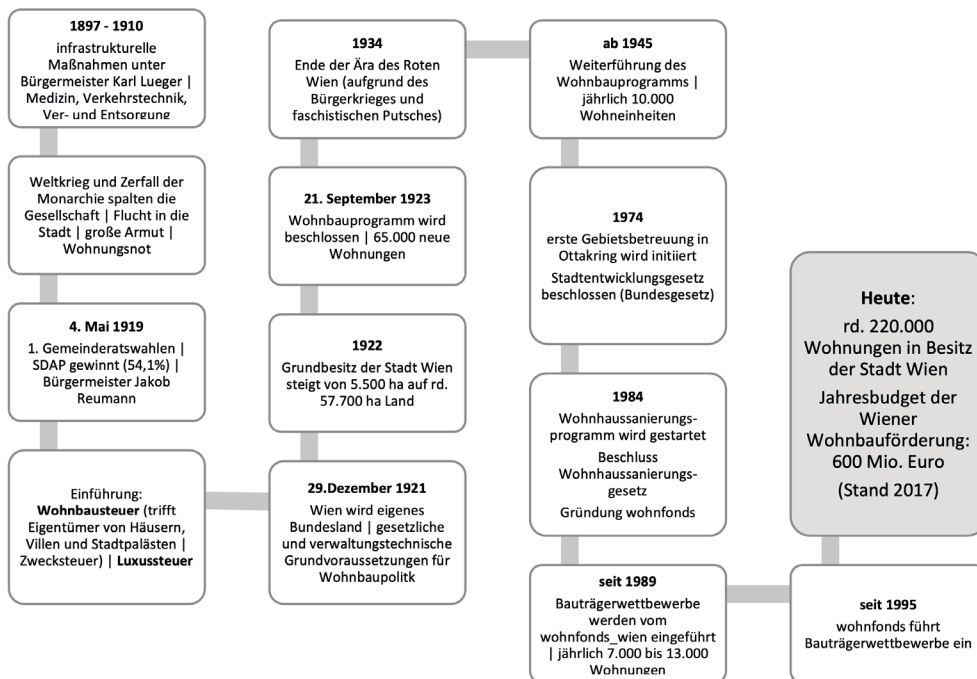 1897 - 1910
infrastrukturelle
Maßnahmen unter
Bürgermeister Karl Lueger |
Medizin, Verkehrstechnik,
Ver- und Entsorgung
Weltkrieg und Zerfall der
Monarchie spalten die
Gesellschaft | Flucht in die
Stadt | große Armut |
Wohnungsnot
4. Mai 1919
1. Gemeinderatswahlen |
SDAP gewinnt (54,1%) |
Bürgermeister Jakob
Reumann
Einführung:
Wohnbausteuer (trifft
Eigentümer von Häusern,
Villen und Stadtpalästen |
Zwecksteuer) | Luxussteuer
29.Dezember 1921
Wien wird eigenes
Bundesland | gesetzliche
und verwaltungstechnische
Grundvoraussetzungen für
Wohnbaupolitk
1922
Grundbesitz der Stadt Wien
steigt von 5.500 ha auf rd.
57.700 ha Land
21. September 1923
Wohnbauprogramm wird
beschlossen | 65.000 neue
Wohnungen
1934
Ende der Ära des Roten
Wien (aufgrund des
Bürgerkrieges und
faschistischen Putsches)
ab 1945
Weiterführung des
Wohnbauprogramms |
jährlich 10.000
Wohneinheiten
1974
erste Gebietsbetreuung in
Ottakring wird initiiert
Stadtentwicklungsgesetz
beschlossen (Bundesgesetz)
1984
Wohnhaussanierungs-
programm wird gestartet
Beschluss
Wohnhaussanierungs-
gesetz
Gründung wohnfonds
seit 1989
Bauträgerwettbewerbe
werden vom
wohnfonds_wien eingeführt
| jährlich 7.000 bis 13.000
Wohnungen
seit 1995
wohnfonds führt
Bauträgerwettbewerbe ein
Heute:
rd. 220.000
Wohnungen in Besitz
der Stadt Wien
Jahresbudget der
Wiener
Wohnbauförderung:
600 Mio. Euro
(Stand 2017)